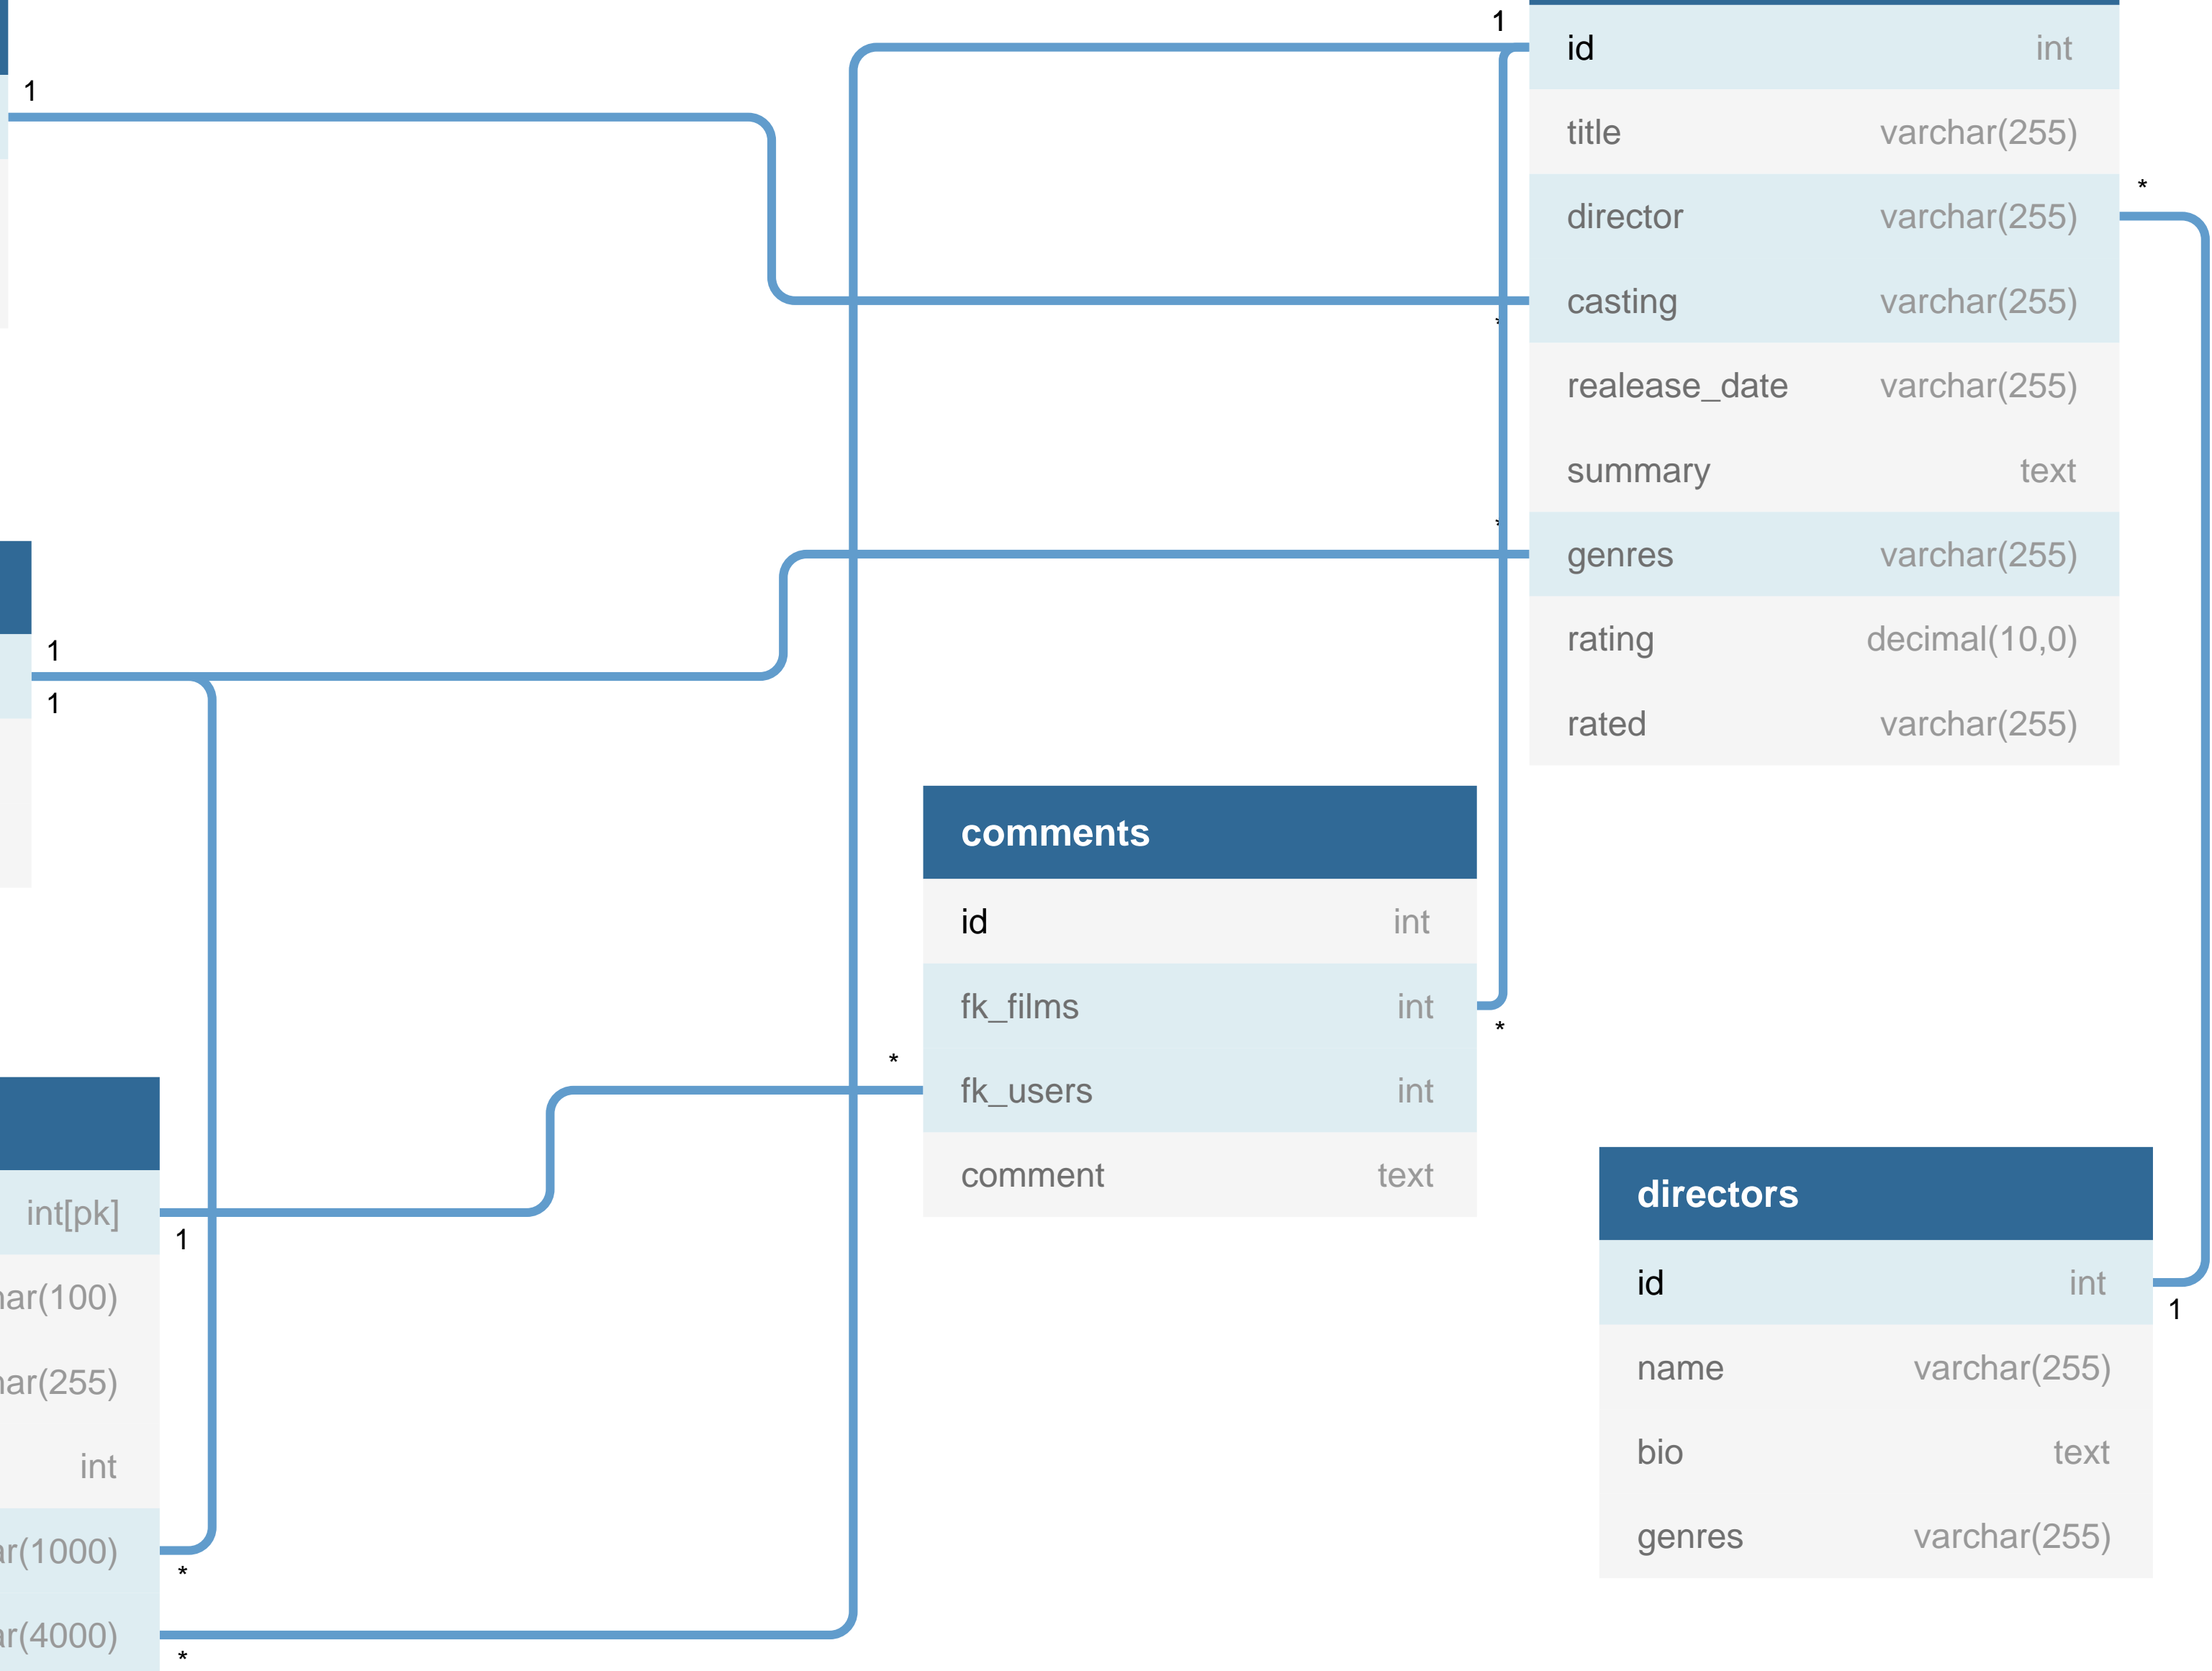 1
id int
title varchar(255)
director varchar(255)
*
casting varchar(255)
realease_date varchar(255)
summary text
genres varchar(255)
rating decimal(10,0)
rated varchar(255)
1
1
1
comments
id int
fk_films int
*
fk_users int
*
comment text
directors
id int
1
name varchar(255)
bio text
genres varchar(255)
int[pk]
1
har(100)
har(255)
int
ar(1000)
*
ar(4000)
*